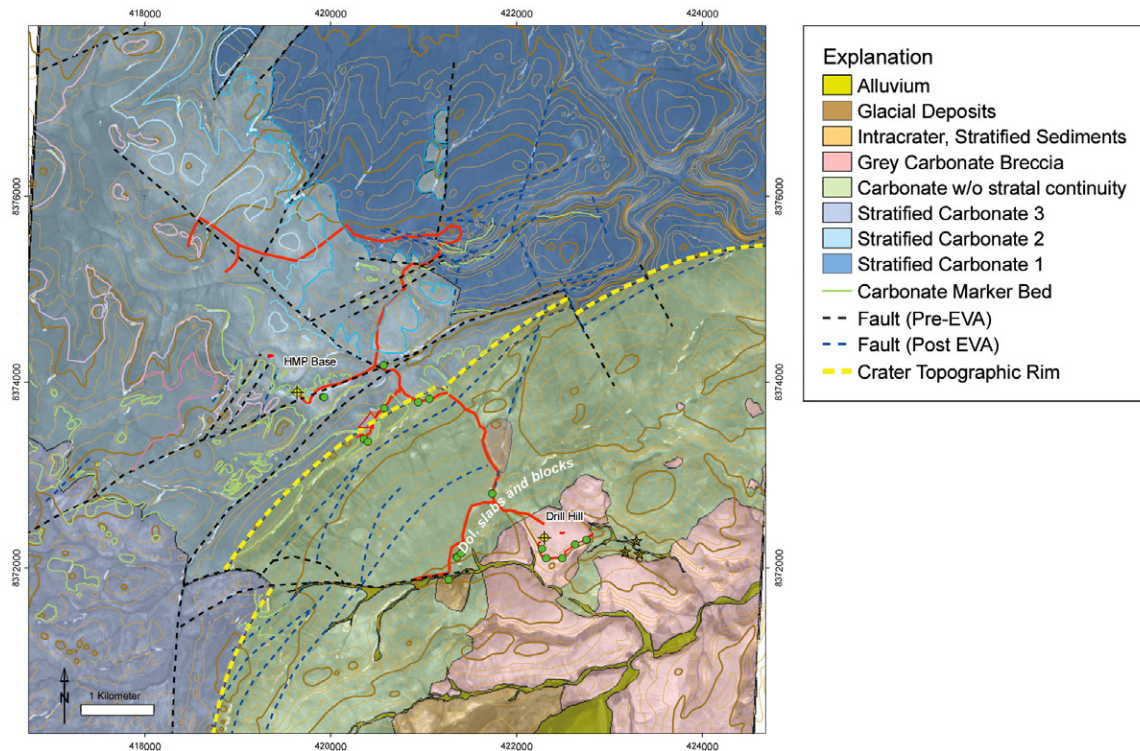 418000 420000 422000 424000
8376000 8376000
8374000 8374000
8372000 8372000
HMP Base
Drill Hill
Dol. slabs and blocks
N
1 Kilometer
418000 420000 422000 424000
Explanation
Alluvium
Glacial Deposits
Intracrater, Stratified Sediments
Grey Carbonate Breccia
Carbonate w/o stratal continuity
Stratified Carbonate 3
Stratified Carbonate 2
Stratified Carbonate 1
Carbonate Marker Bed
Fault (Pre-EVA)
Fault (Post EVA)
Crater Topographic Rim